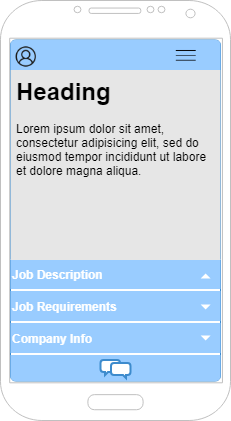 Heading
Lorem ipsum dolor sit amet,
consectetur adipisicing elit, sed do
eiusmod tempor incididunt ut labore
et dolore magna aliqua.
Job Description
Job Requirements
Company Info